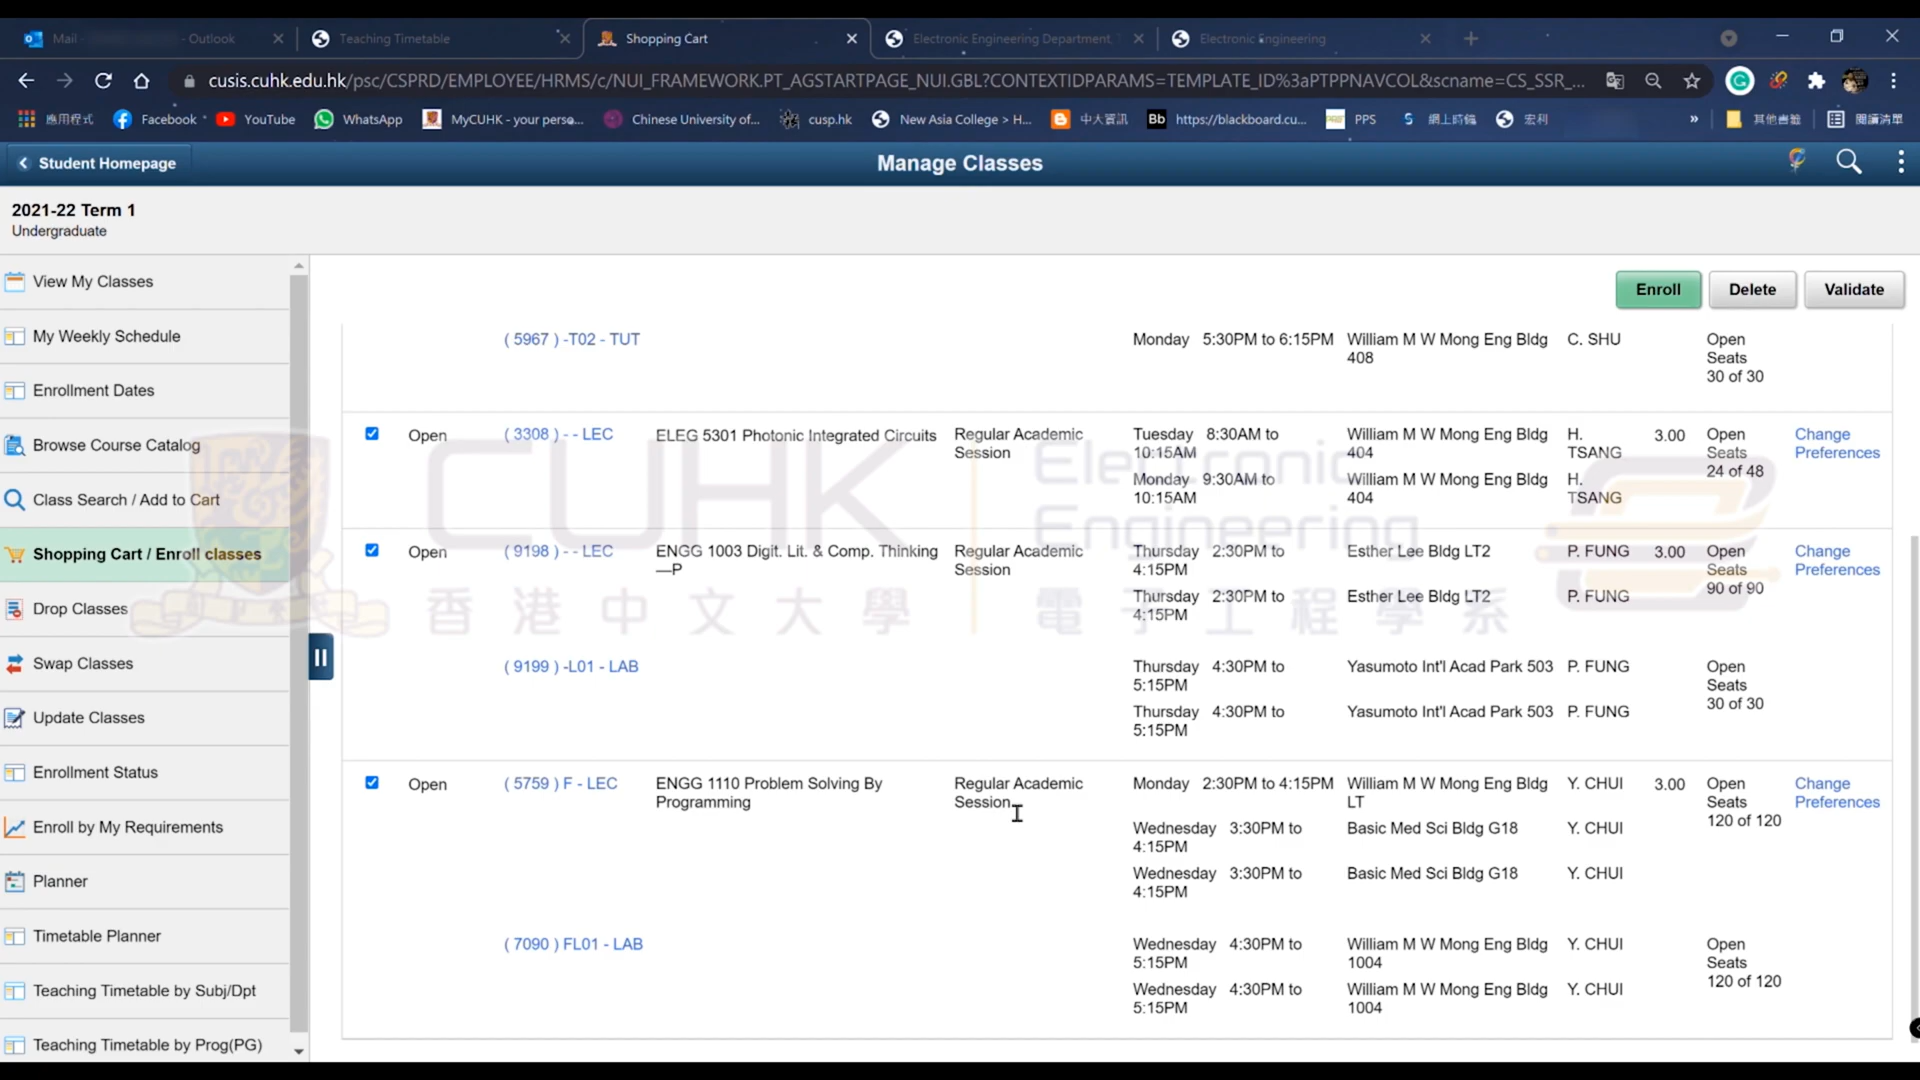 Mail - Outlook
Teaching Timetable
Shopping Cart
Electronic Engineering Department,
Electronic Engineering
cusis.cuhk.edu.hk/psc/CSPRD/EMPLOYEE/HRMS/c/NUI_FRAMEWORK.PT_AGSTARTPAGE_NUI.GBL?CONTEXTIDPARAMS=TEMPLATE_ID%3aPTPPNAVCOL&scname=CS_SSR_...
應用程式
Facebook
YouTube
WhatsApp
MyCUHK - your perso...
Chinese University of...
cusp.hk
New Asia College > H...
中大資訊
Bb https://blackboard.cu...
PPS
網上時輪
宏利
»
其他書籤
閱讀清單
Student Homepage
Manage Classes
2021-22 Term 1
Undergraduate
View My Classes
My Weekly Schedule
Enrollment Dates
Browse Course Catalog
Class Search / Add to Cart
Shopping Cart / Enroll classes
Drop Classes
Swap Classes
Update Classes
Enrollment Status
Enroll by My Requirements
Planner
Timetable Planner
Teaching Timetable by Subj/Dpt
Teaching Timetable by Prog(PG)
Enroll Delete Validate
( 5967 ) -T02 - TUT Monday 5:30PM to 6:15PM William M W Mong Eng Bldg C. SHU Open
408 Seats
30 of 30
Open ( 3308 ) - - LEC ELEG 5301 Photonic Integrated Circuits Regular Academic Tuesday 8:30AM to William M W Mong Eng Bldg H. 3.00 Open Change
Session 10:15AM 404 TSANG Seats Preferences
24 of 48
Monday 9:30AM to William M W Mong Eng Bldg H.
10:15AM 404 TSANG
Open ( 9198 ) - - LEC ENGG 1003 Digit. Lit. & Comp. Thinking Regular Academic Thursday 2:30PM to Esther Lee Bldg LT2 P. FUNG 3.00 Open Change
—P Session 4:15PM Seats Preferences
90 of 90
Thursday 2:30PM to Esther Lee Bldg LT2 P. FUNG
4:15PM
( 9199 ) -L01 - LAB Thursday 4:30PM to Yasumoto Int'l Acad Park 503 P. FUNG Open
5:15PM Seats
30 of 30
Thursday 4:30PM to Yasumoto Int'l Acad Park 503 P. FUNG
5:15PM
Open ( 5759 ) F - LEC ENGG 1110 Problem Solving By Regular Academic Monday 2:30PM to 4:15PM William M W Mong Eng Bldg Y. CHUI 3.00 Open Change
Programming Session LT Seats Preferences
120 of 120
Wednesday 3:30PM to Basic Med Sci Bldg G18 Y. CHUI
4:15PM
Wednesday 3:30PM to Basic Med Sci Bldg G18 Y. CHUI
4:15PM
( 7090 ) FL01 - LAB Wednesday 4:30PM to William M W Mong Eng Bldg Y. CHUI Open
5:15PM 1004 Seats
120 of 120
Wednesday 4:30PM to William M W Mong Eng Bldg Y. CHUI
5:15PM 1004
CUHK
Electronic
Engineering
香港中文大學
電子工程學系